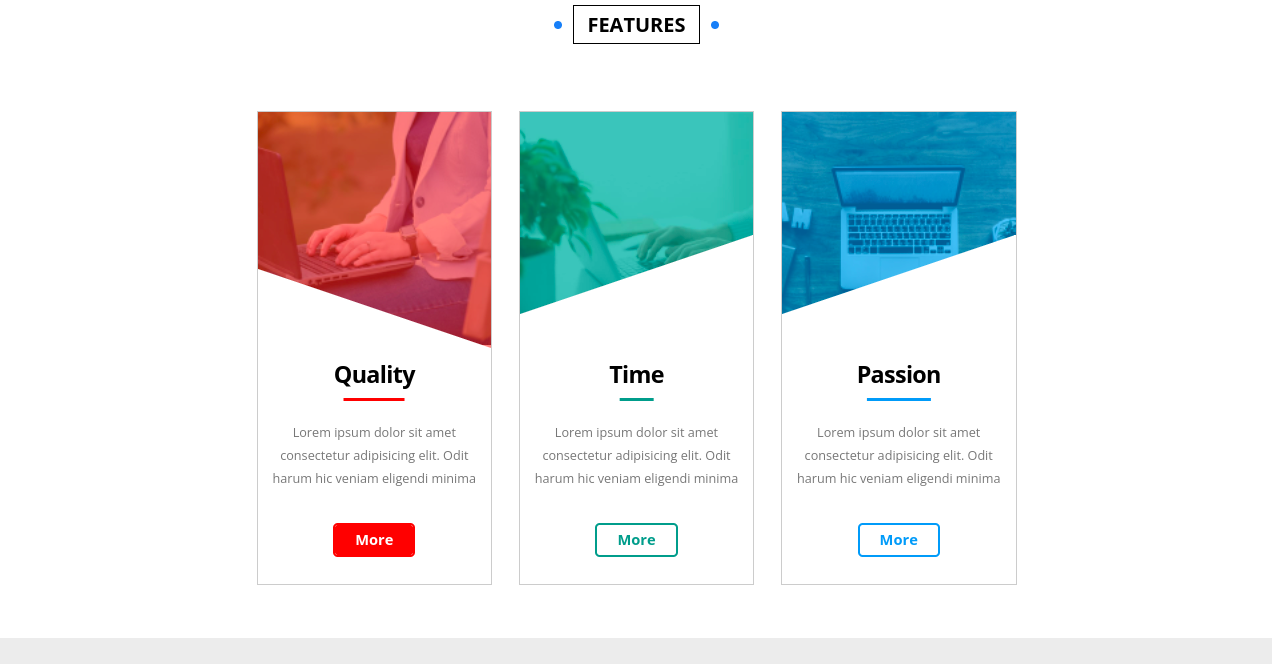 FEATURES
Quality
Lorem ipsum dolor sit amet
consectetur adipisicing elit. Odit
harum hic veniam eligendi minima
More
Time
Lorem ipsum dolor sit amet
consectetur adipisicing elit. Odit
harum hic veniam eligendi minima
More
Passion
Lorem ipsum dolor sit amet
consectetur adipisicing elit. Odit
harum hic veniam eligendi minima
More